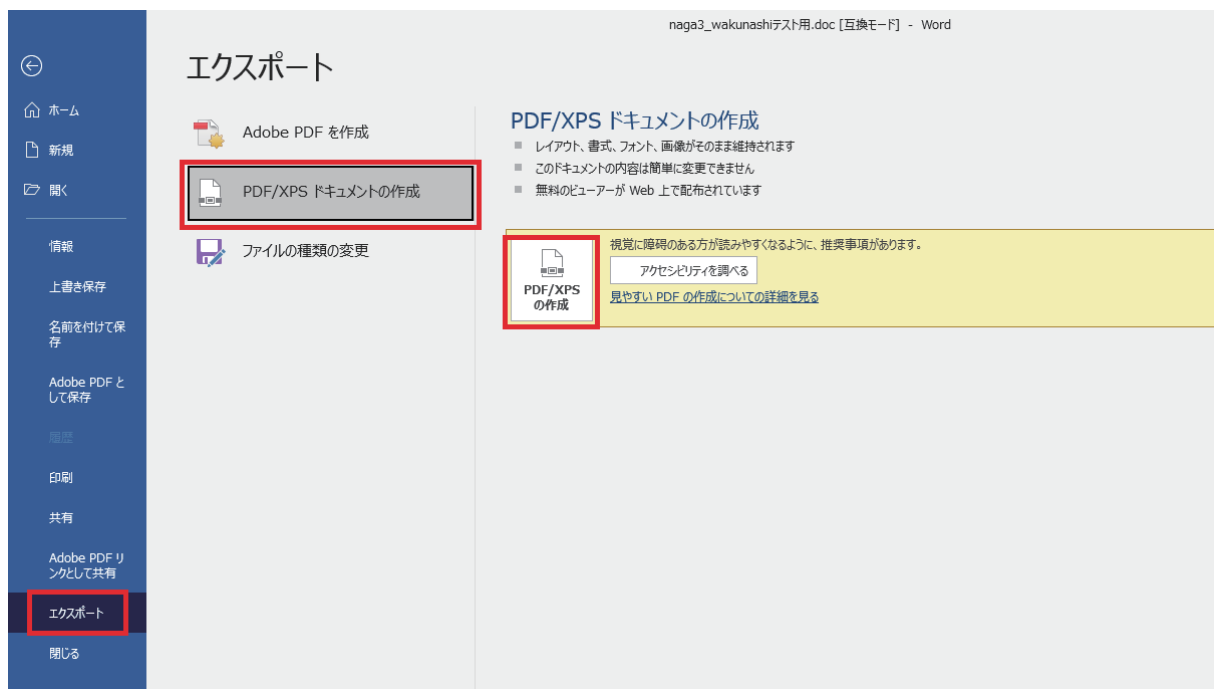 naga3_wakunashiテスト用.doc [互換モード] - Word
ホーム
新規
開く
情報
上書き保存
名前を付けて保
存
Adobe PDF と
して保存
履歴
印刷
共有
Adobe PDF リ
ンクとして共有
エクスポート
閉じる
エクスポート
Adobe PDF を作成
PDF/XPS ドキュメントの作成
ファイルの種類の変更
PDF/XPS ドキュメントの作成
レイアウト、書式、フォント、画像がそのまま維持されます
このドキュメントの内容は簡単に変更できません
無料のビューアーが Web 上で配布されています
PDF/XPS
の作成
視覚に障碍のある方が読みやすくなるように、推奨事項があります。
アクセシビリティを調べる
見やすい PDF の作成についての詳細を見る